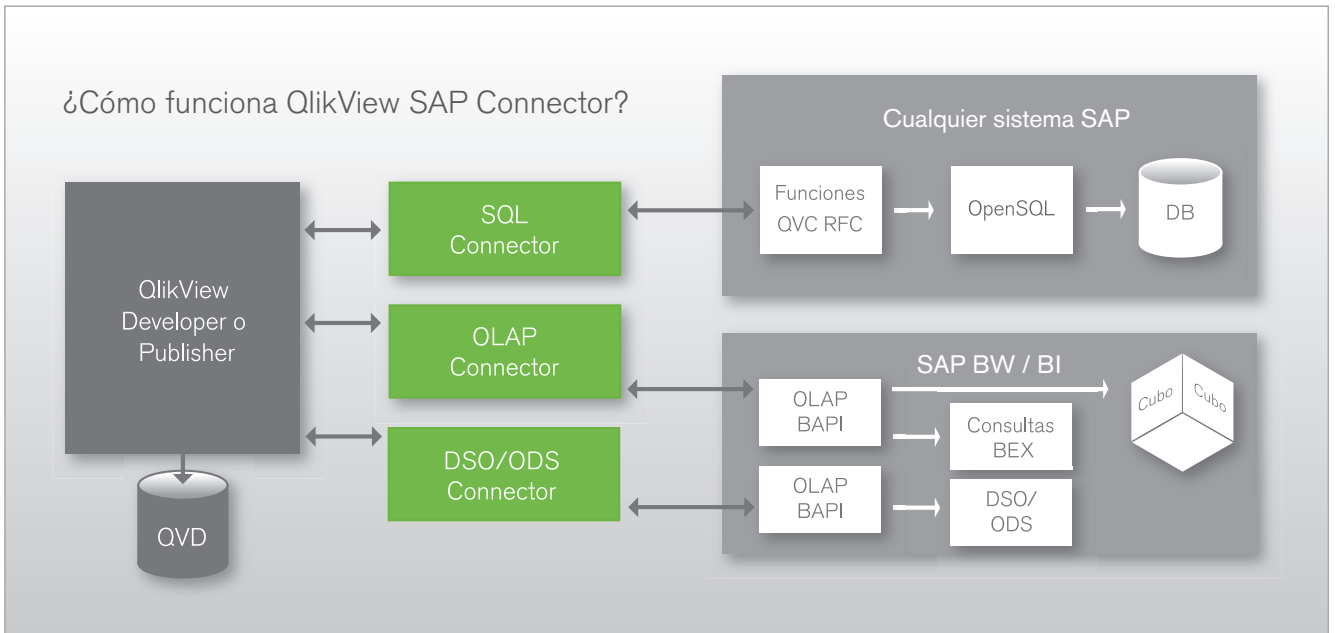 ¿Cómo funciona QlikView SAP Connector?
QlikView
Developer o
Publisher
QVD
SQL
Connector
OLAP
Connector
DSO/ODS
Connector
Cualquier sistema SAP
Funciones
QVC RFC
OpenSQL
DB
SAP BW / BI
OLAP
BAPI
Consultas
BEX
Cubo
Cubo
OLAP
BAPI
DSO/
ODS